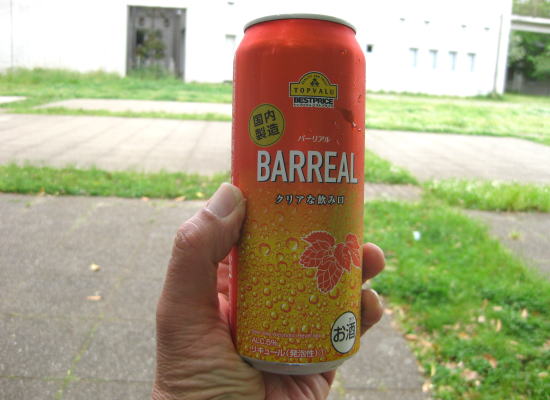 TOPVALU
BESTPRICE
国内
製造
バーリアル
BARREAL
クリアな飲み口
お酒
ALC.5%
リキュール(発泡性)①